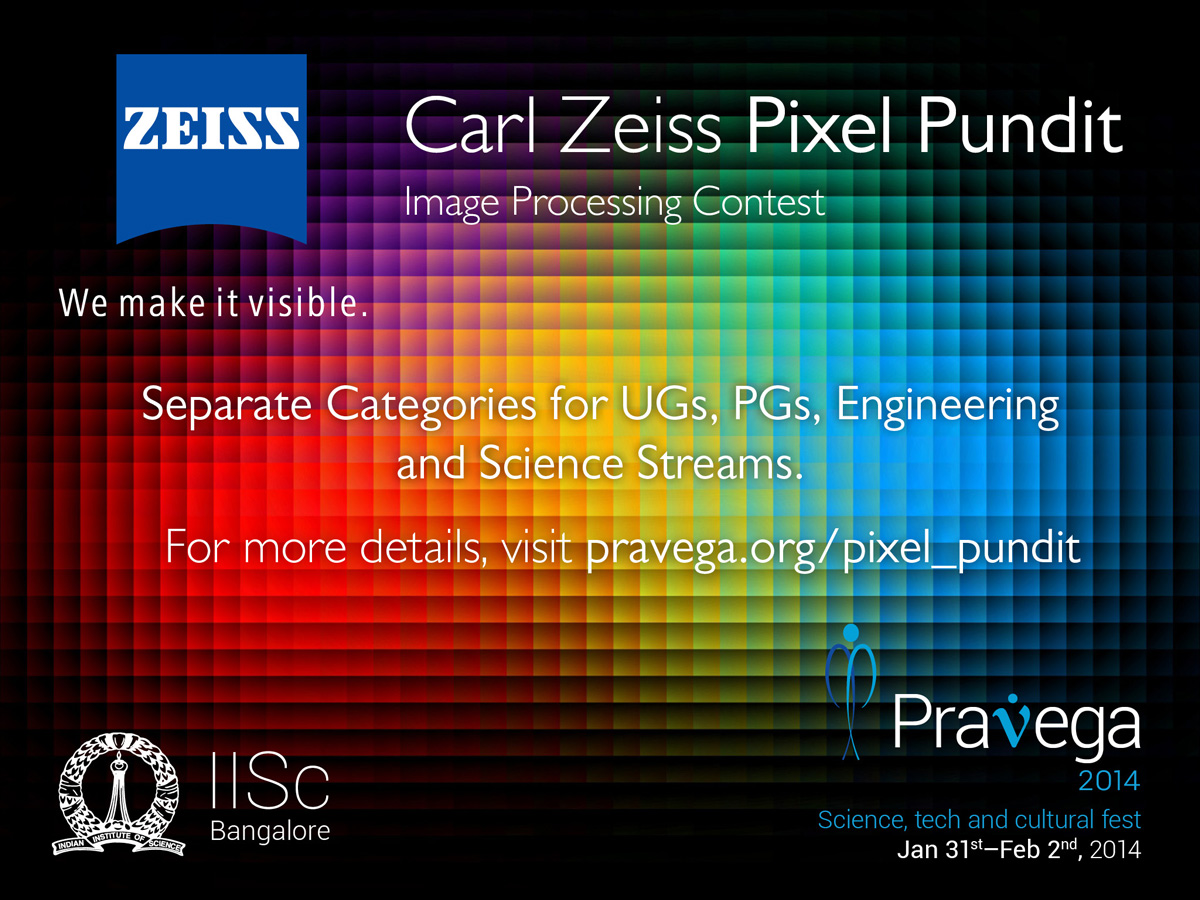 ZEISS
Carl Zeiss Pixel Pundit
Image Processing Contest
We make it visible.
Separate Categories for UGs, PGs, Engineering
and Science Streams.
For more details, visit pravega.org/pixel_pundit
IISc
Bangalore
INDIAN INSTITUTE OF SCIENCE
Pravega
2014
Science, tech and cultural fest
Jan 31st–Feb 2nd, 2014